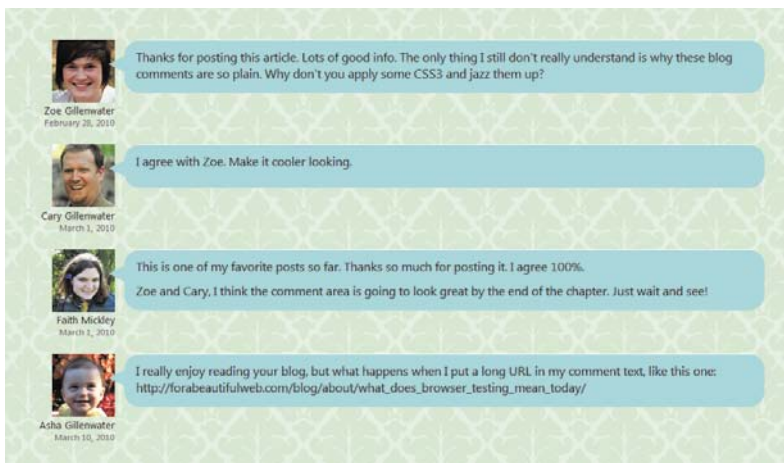 Thanks for posting this article. Lots of good info. The only thing I still don't really understand is why these blog
comments are so plain. Why don't you apply some CSS3 and jazz them up?
Zoe Gillenwater
February 28, 2010
I agree with Zoe. Make it cooler looking.
Cary Gillenwater
March 1, 2010
This is one of my favorite posts so far. Thanks so much for posting it. I agree 100%.
Zoe and Cary, I think the comment area is going to look great by the end of the chapter. Just wait and see!
Faith Mickley
March 1, 2010
I really enjoy reading your blog, but what happens when I put a long URL in my comment text, like this one:
http://forabeautifulweb.com/blog/about/what_does_browser_testing_mean_today/
Asha Gillenwater
March 10, 2010